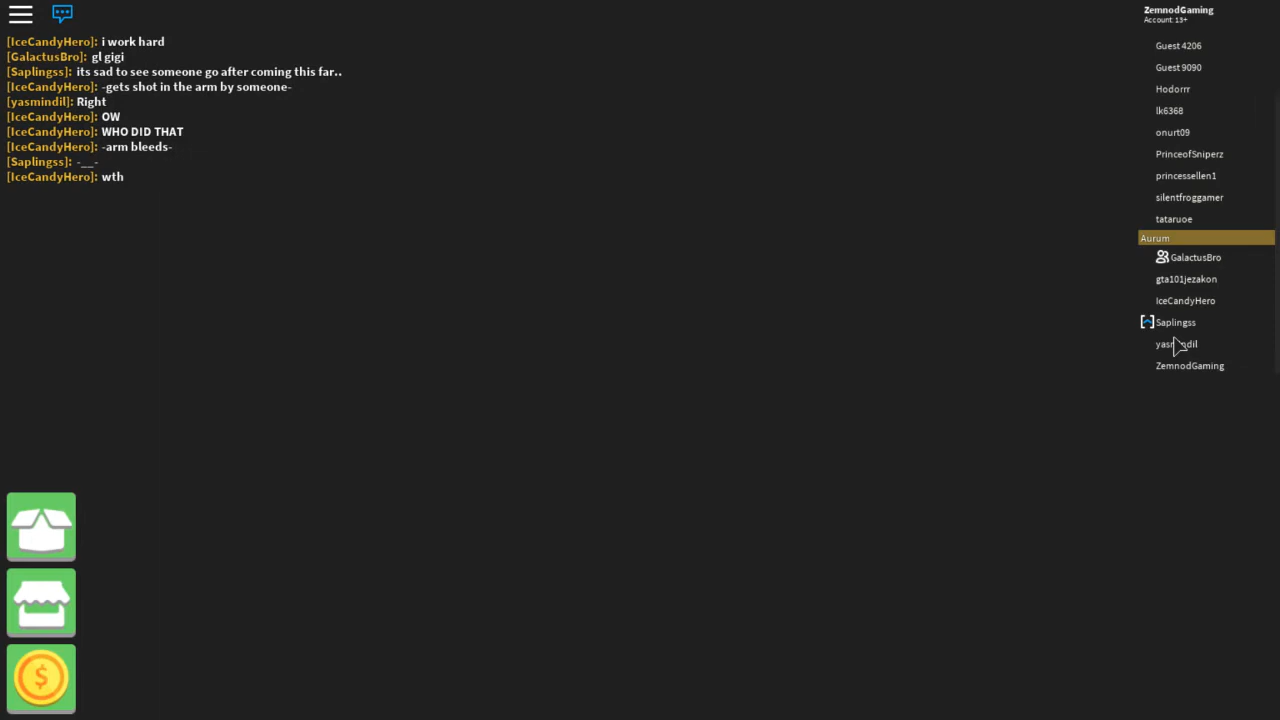 ZemnodGaming
Account: 13+
[IceCandyHero]: i work hard
[GalactusBro]: gl gigi
[Saplingss]: its sad to see someone go after coming this far..
[IceCandyHero]: -gets shot in the arm by someone-
[yasmindil]: Right
[IceCandyHero]: OW
[IceCandyHero]: WHO DID THAT
[IceCandyHero]: -arm bleeds-
[Saplingss]: -__-
[IceCandyHero]: wth
Guest 4206
Guest 9090
Hodorrr
lk6368
onurt09
PrinceofSniperz
princessellen1
silentfroggamer
tataruoe
Aurum
GalactusBro
gta101jezakon
IceCandyHero
Saplingss
yasmindil
ZemnodGaming
$